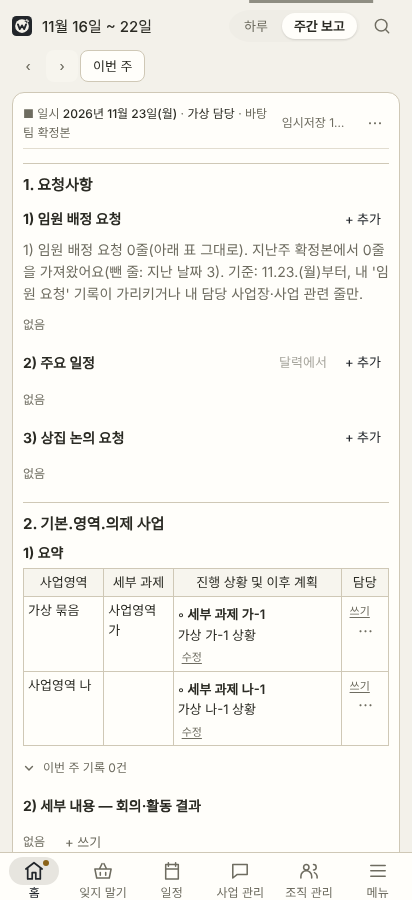 11월 16일 ~ 22일
하루
주간 보고
‹
›
이번 주
■ 일시 2026년 11월 23일(월) · 가상 담당 · 바탕
팀 확정본
임시저장 1...
...
1. 요청사항
1) 임원 배정 요청
+ 추가
1) 임원 배정 요청 0줄(아래 표 그대로). 지난주 확정본에서 0줄
을 가져왔어요(뺀 줄: 지난 날짜 3). 기준: 11.23.(월)부터, 내 '임
원 요청' 기록이 가리키거나 내 담당 사업장·사업 관련 줄만.
없음
2) 주요 일정
달력에서
+ 추가
없음
3) 상집 논의 요청
+ 추가
없음
2. 기본.영역.의제 사업
1) 요약
사업영역
세부 과제
진행 상황 및 이후 계획
담당
가상 묶음
사업영역
가
◦ 세부 과제 가-1
가상 가-1 상황
수정
쓰기
...
사업영역 나
◦ 세부 과제 나-1
가상 나-1 상황
수정
쓰기
...
이번 주 기록 0건
2) 세부 내용 — 회의·활동 결과
없음
+ 쓰기
홈
잊지 말기
일정
사업 관리
조직 관리
메뉴